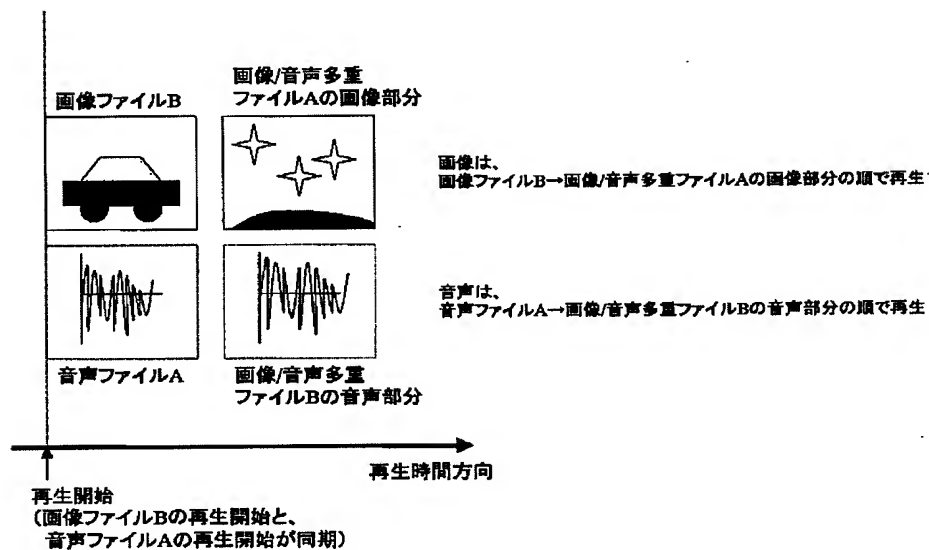 画像ファイルB
画像/音声多重
ファイルAの画像部分
画像は、
画像ファイルB→画像/音声多重ファイルAの画像部分の順で再生
音声は、
音声ファイルA→画像/音声多重ファイルBの音声部分の順で再生
音声ファイルA
画像/音声多重
ファイルBの音声部分
再生時間方向
再生開始
(画像ファイルBの再生開始と、
音声ファイルAの再生開始が同期)